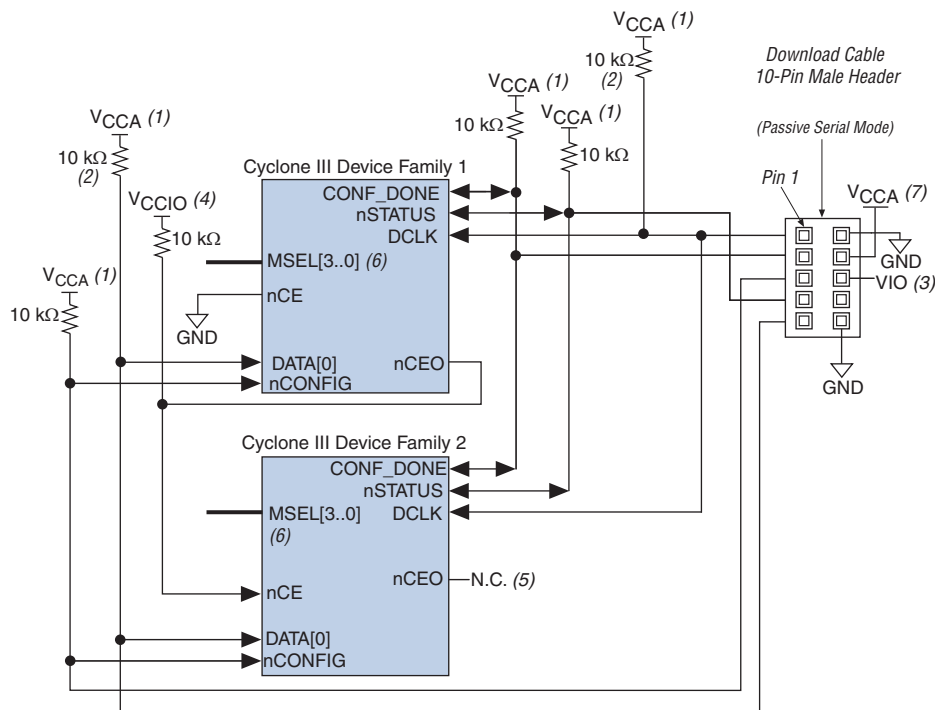 VCCA (1)
10 kΩ
(2)
Download Cable
10-Pin Male Header
(Passive Serial Mode)
Pin 1
VCCA (7)
GND
VIO (3)
GND
VCCA (1)
10 kΩ
VCCA (1)
10 kΩ
VCCA (1)
10 kΩ
(2)
VCCIO (4)
10 kΩ
VCCA (1)
10 kΩ
Cyclone III Device Family 1
CONF_DONE
nSTATUS
DCLK
MSEL[3..0] (6)
nCE
GND
DATA[0]
nCEO
nCONFIG
Cyclone III Device Family 2
CONF_DONE
nSTATUS
MSEL[3..0]
DCLK
(6)
nCEO
N.C. (5)
nCE
DATA[0]
nCONFIG